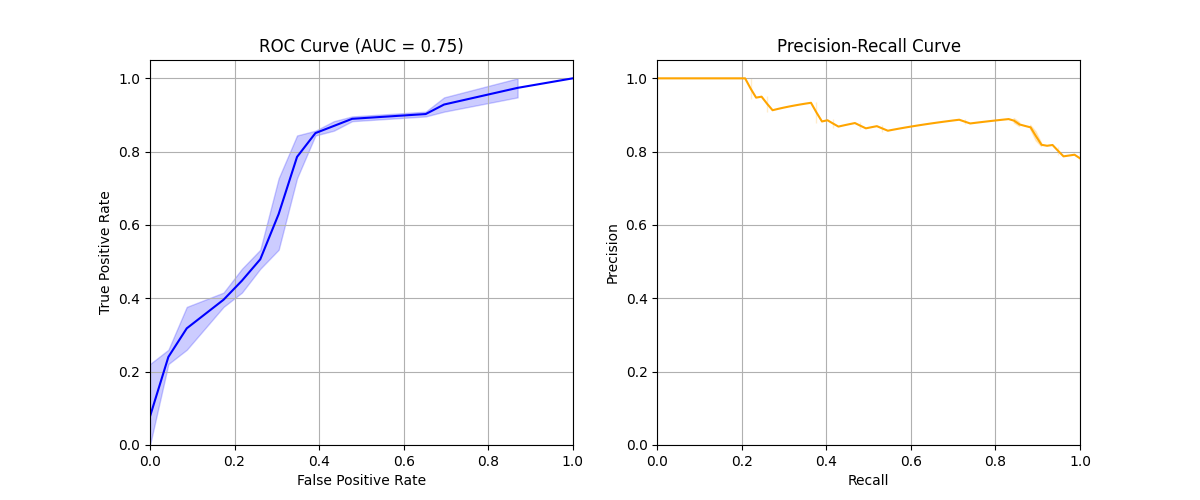 ROC Curve (AUC = 0.75)
1.0
0.8
0.6
0.4
0.2
0.0
True Positive Rate
0.0 0.2 0.4 0.6 0.8 1.0
False Positive Rate
Precision-Recall Curve
1.0
0.8
0.6
0.4
0.2
0.0
Precision
0.0 0.2 0.4 0.6 0.8 1.0
Recall